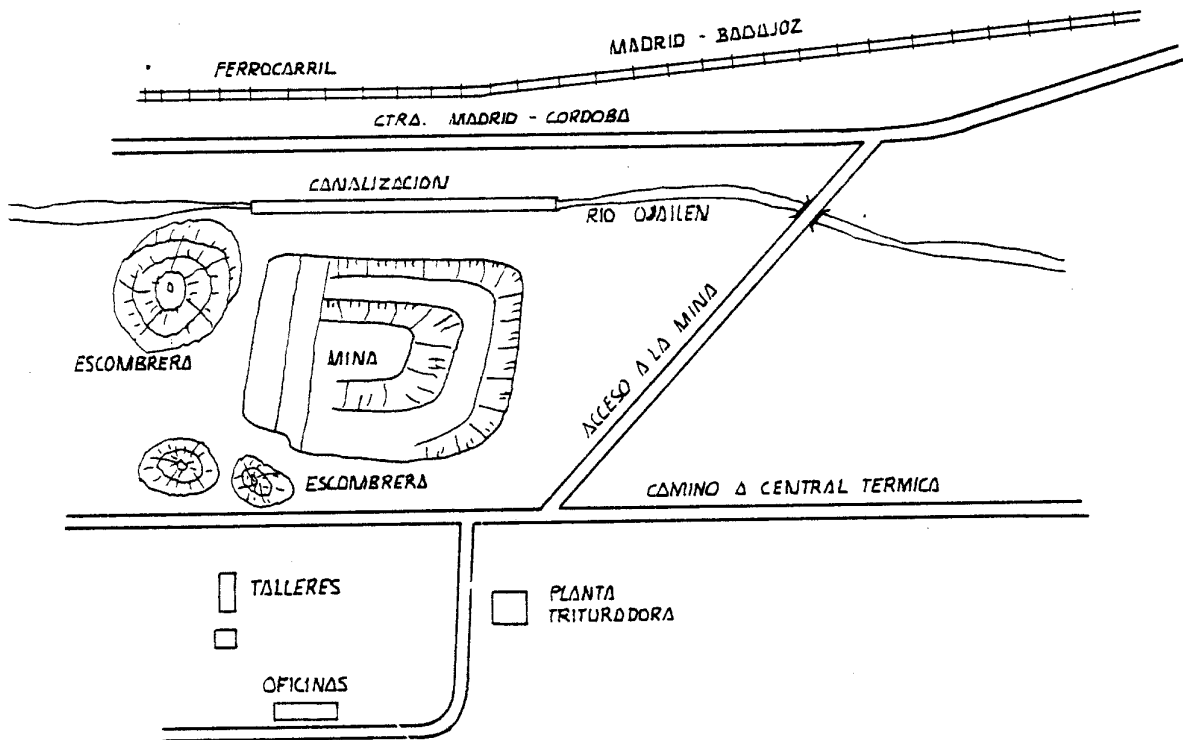 FERROCARRIL
MADRID - BADAJOZ
CTRA. MADRID - CORDOBA
CANALIZACION
RIO OJAILEN
ESCOMBRERA
MINA
ACCESO A LA MINA
ESCOMBRERA
CAMINO A CENTRAL TERMICA
TALLERES
PLANTA
TRITURADORA
OFICINAS